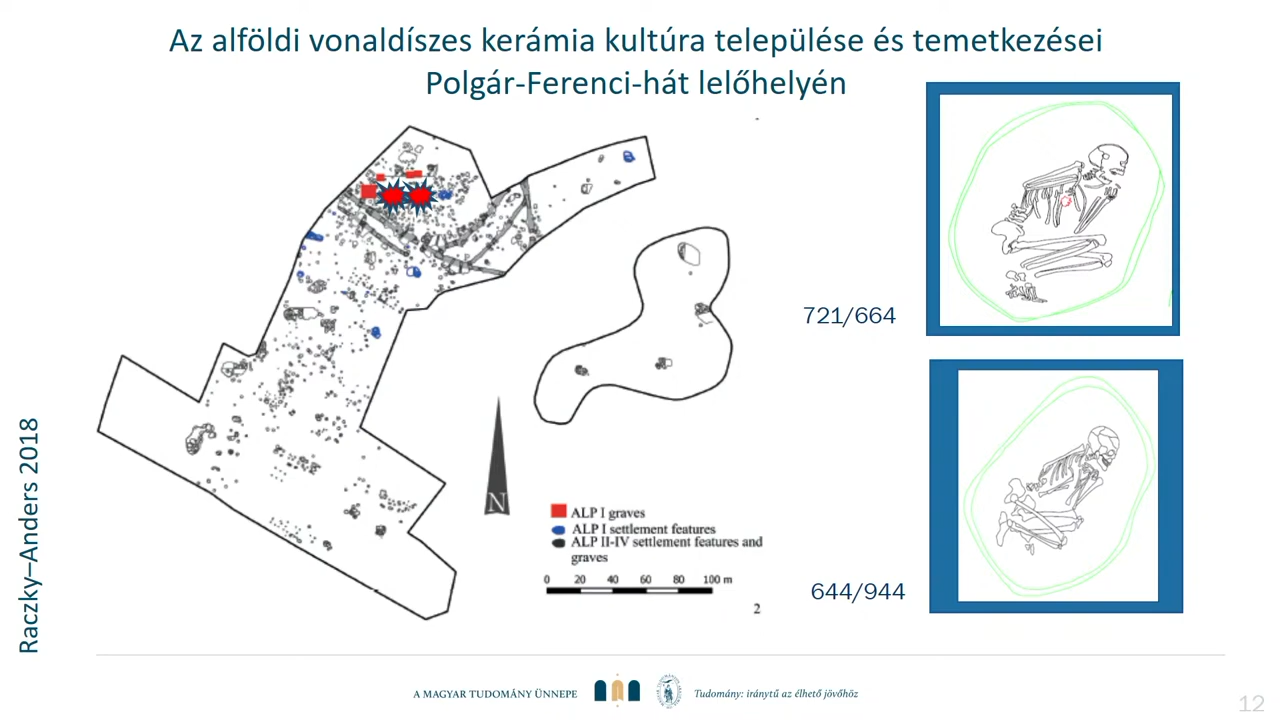 Az alföldi vonaldíszes kerámia kultúra települése és temetkezései
Polgár-Ferenci-hát lelőhelyén
721/664
644/944
Raczky–Anders 2018
N
ALP I graves
ALP I settlement features
ALP II-IV settlement features and
graves
0 20 40 60 80 100 m
2
A MAGYAR TUDOMÁNY ÜNNEPE
Tudomány: iránytű az élhető jövőhöz
12